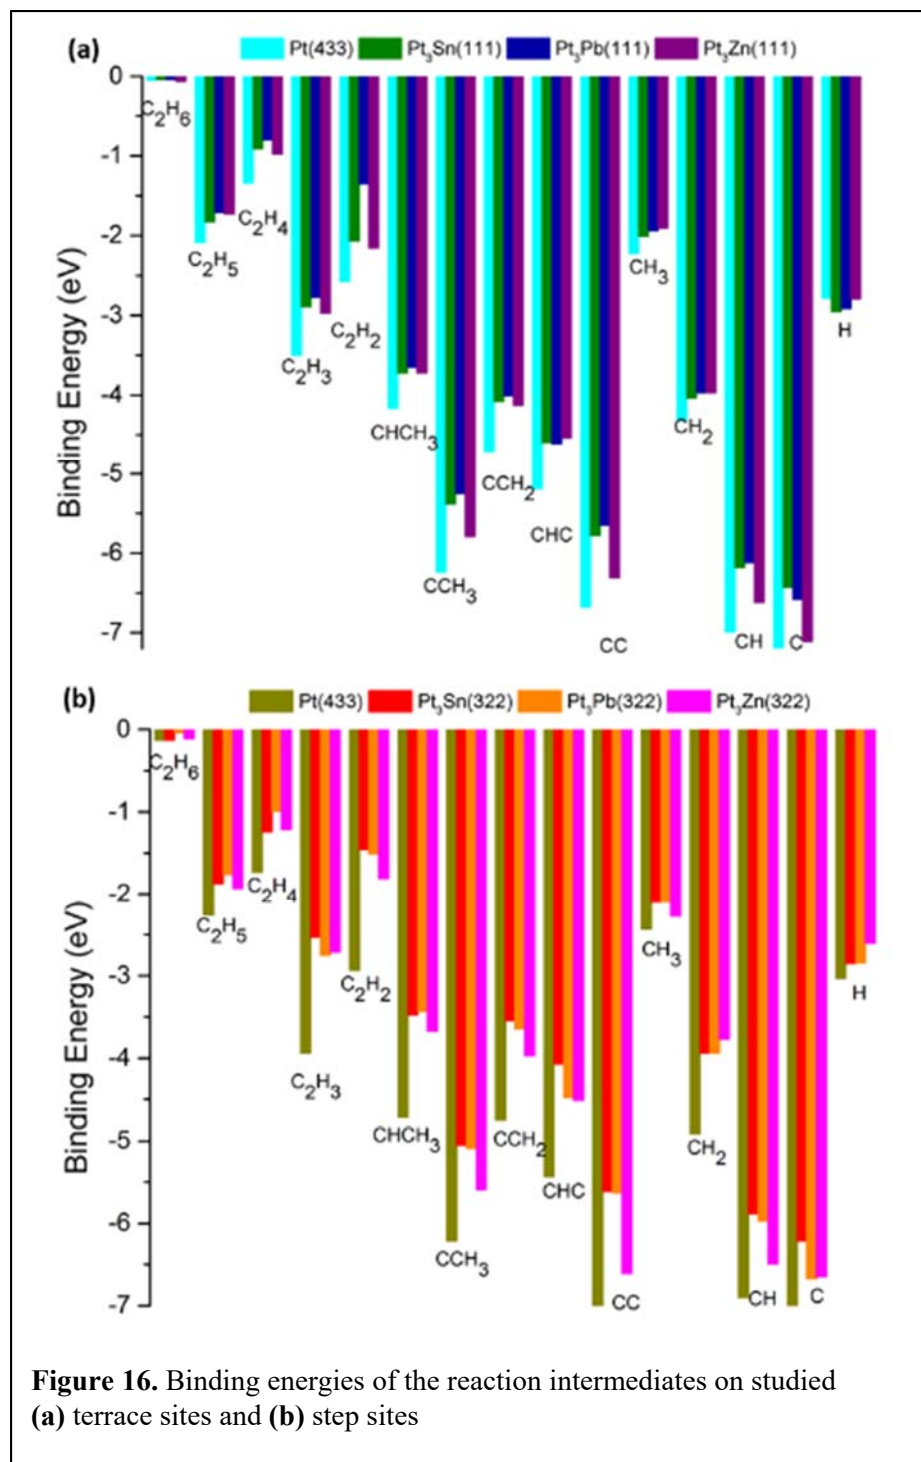 (a)
Pt(433) Pt₃Sn(111) Pt₃Pb(111) Pt₃Zn(111)
Binding Energy (eV)
0
-1
-2
-3
-4
-5
-6
-7
C₂H₆
C₂H₅
C₂H₄
C₂H₃
C₂H₂
CHCH₃
CCH₃
CCH₂
CHC
CC
CH₃
CH₂
CH
C
H
(b)
Pt(433) Pt₃Sn(322) Pt₃Pb(322) Pt₃Zn(322)
Binding Energy (eV)
0
-1
-2
-3
-4
-5
-6
-7
C₂H₆
C₂H₅
C₂H₄
C₂H₃
C₂H₂
CHCH₃
CCH₃
CCH₂
CHC
CC
CH₃
CH₂
CH
C
H
Figure 16. Binding energies of the reaction intermediates on studied
(a) terrace sites and (b) step sites